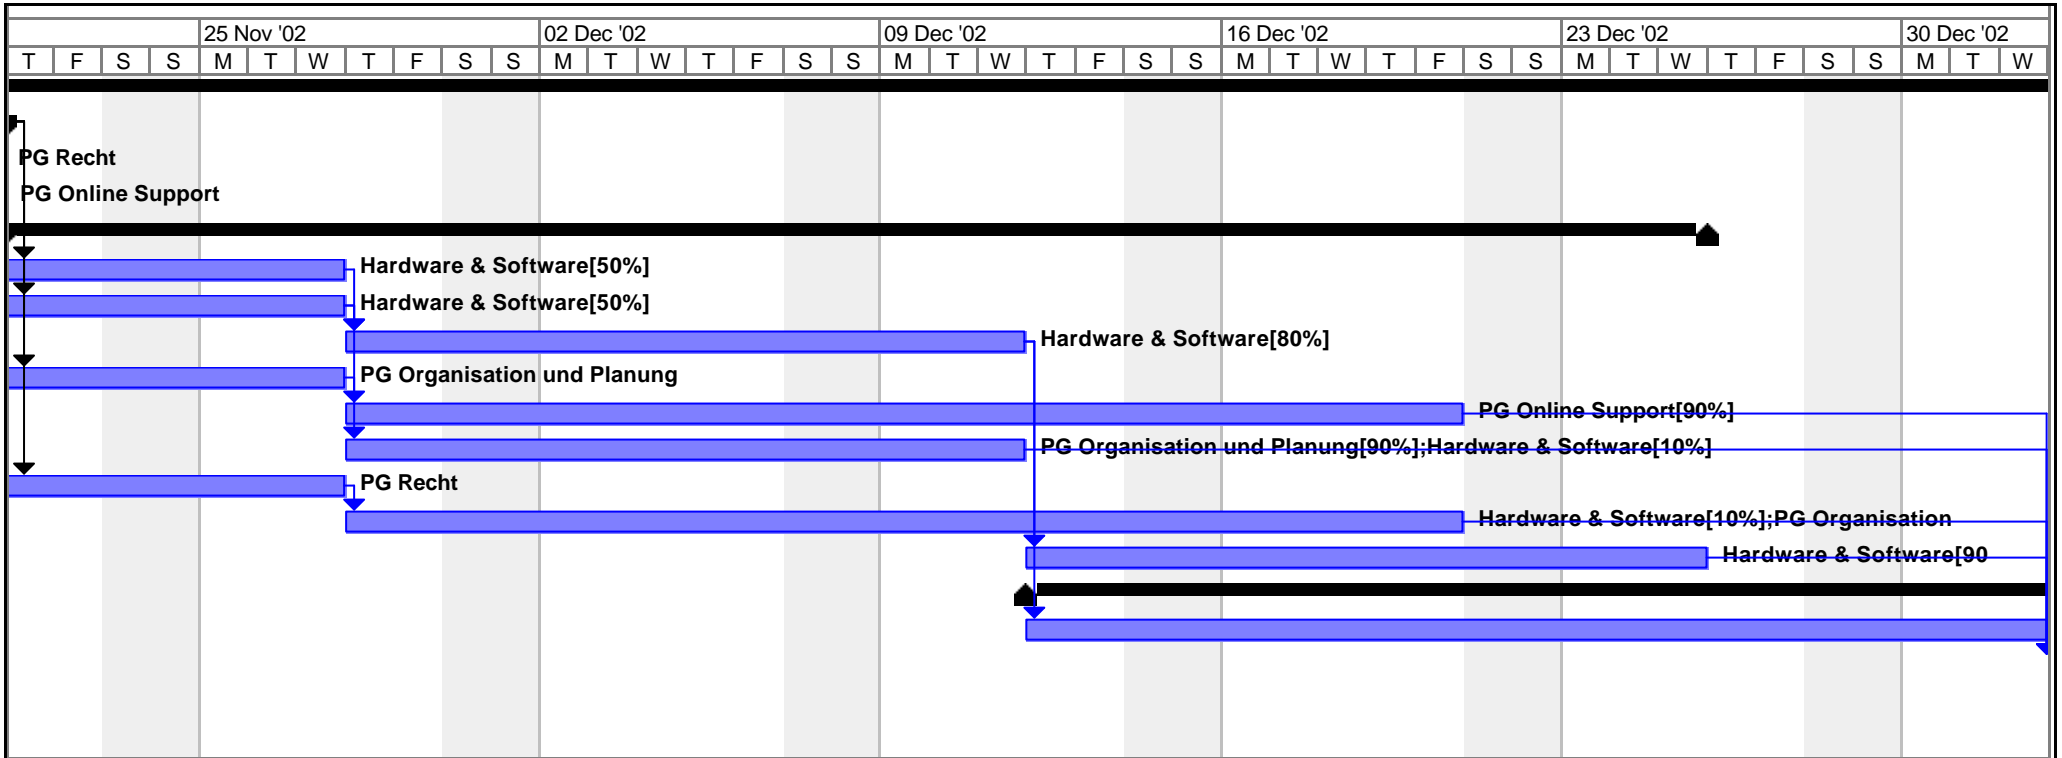 25 Nov '02 02 Dec '02 09 Dec '02 16 Dec '02 23 Dec '02 30 Dec '02
T F S S M T W T F S S M T W T F S S M T W T F S S M T W T F S S M T W T F S S M T W
PG Recht
PG Online Support
Hardware & Software[50%]
Hardware & Software[50%]
Hardware & Software[80%]
PG Organisation und Planung
PG Online Support[90%]
PG Organisation und Planung[90%];Hardware & Software[10%]
PG Recht
Hardware & Software[10%];PG Organisation
Hardware & Software[90